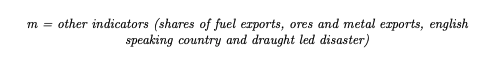 m = other indicators (shares of fuel exports, ores and metal exports, english
speaking country and draught led disaster)